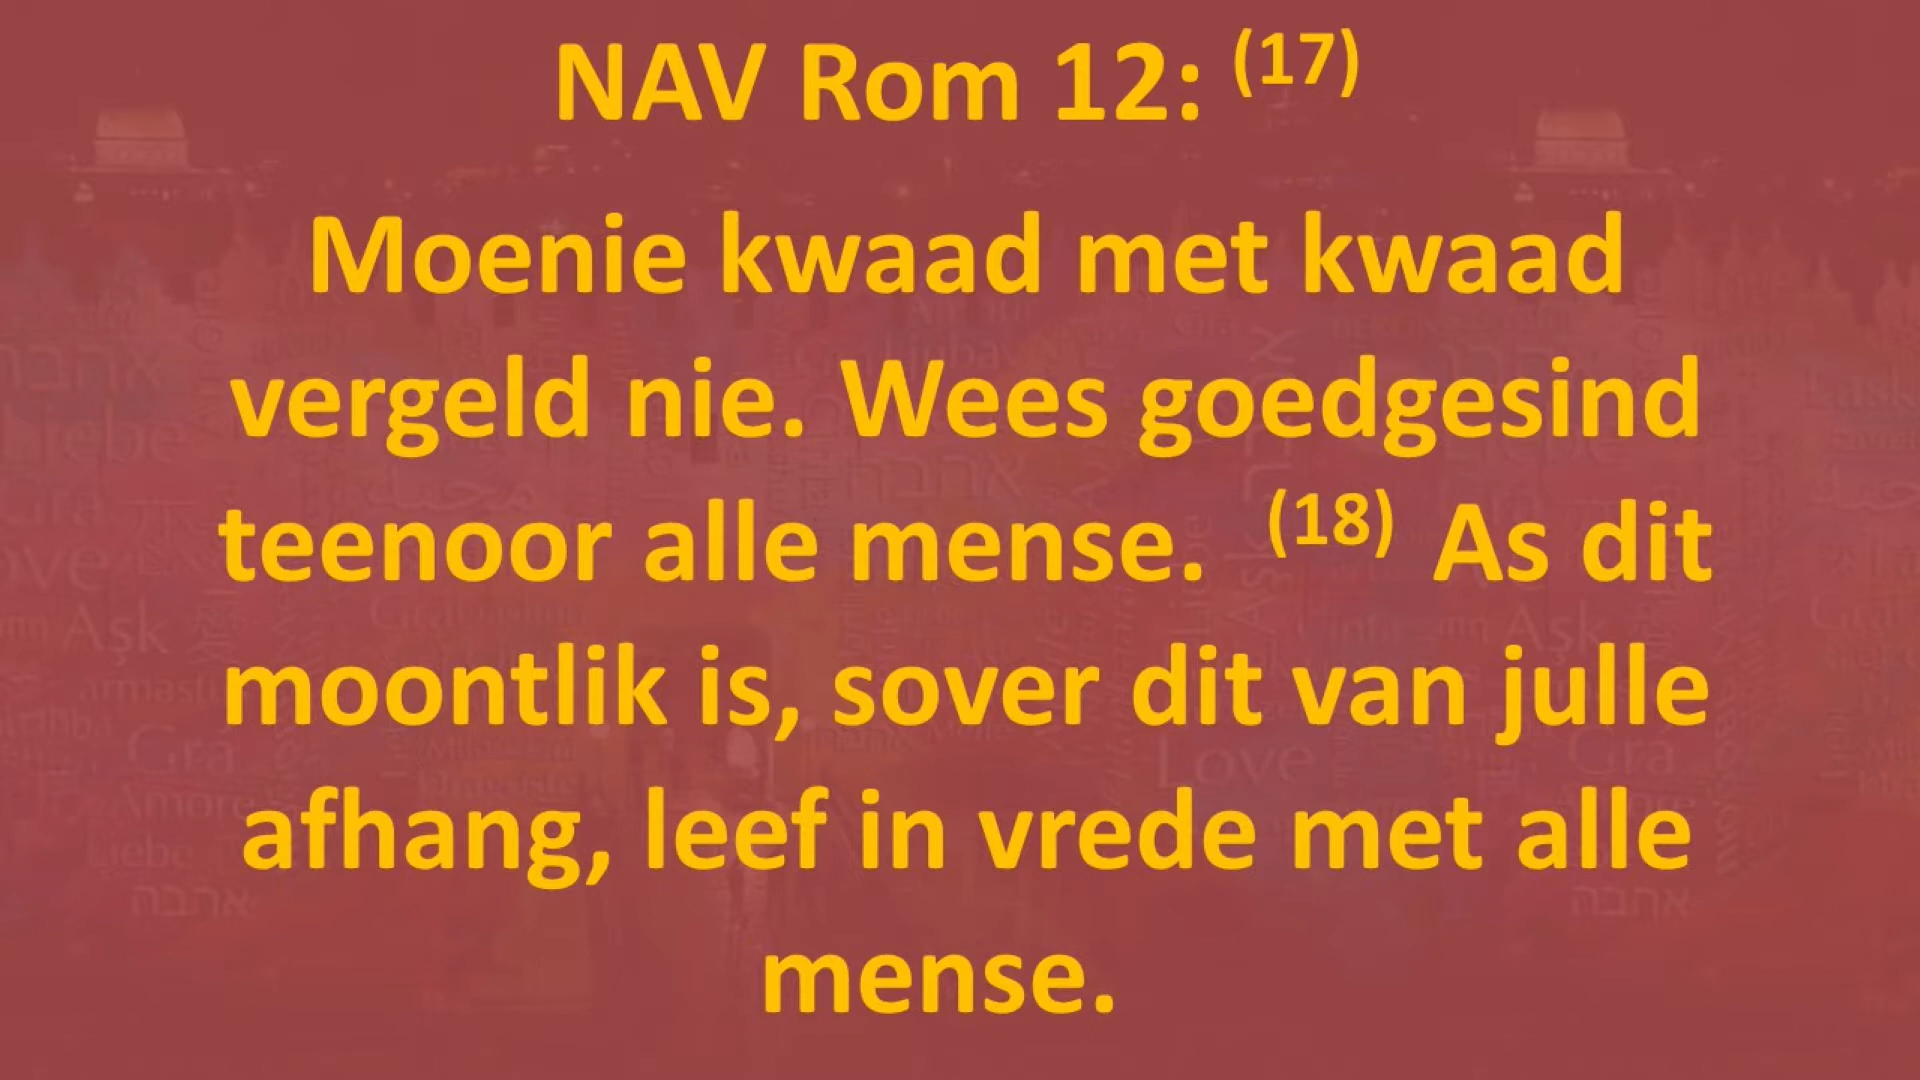 NAV Rom 12: (17)
Moenie kwaad met kwaad
vergeld nie. Wees goedgesind
teenoor alle mense. (18) As dit
moontlik is, sover dit van julle
afhang, leef in vrede met alle
mense.